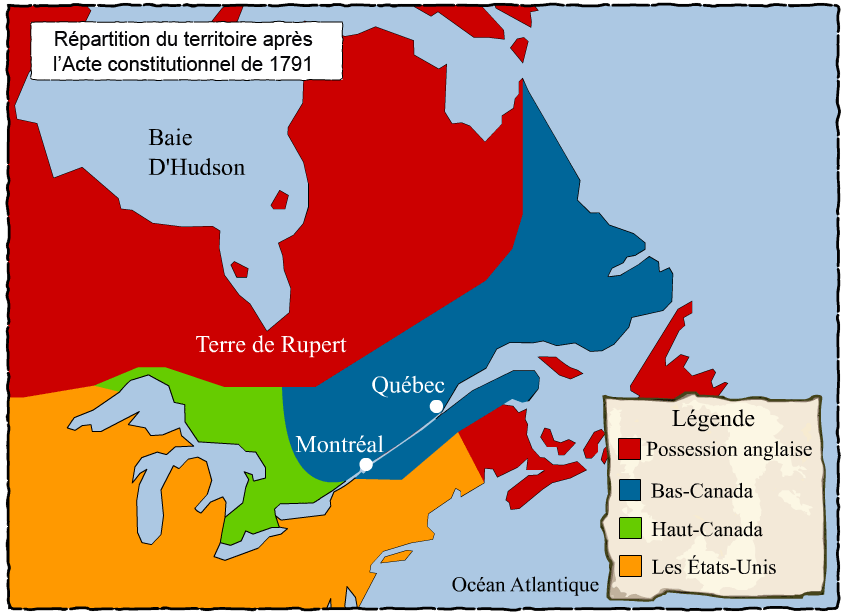 Répartition du territoire après
l'Acte constitutionnel de 1791
Baie
D'Hudson
Terre de Rupert
Québec
Montréal
Légende
Possession anglaise
Bas-Canada
Haut-Canada
Les États-Unis
Océan Atlantique